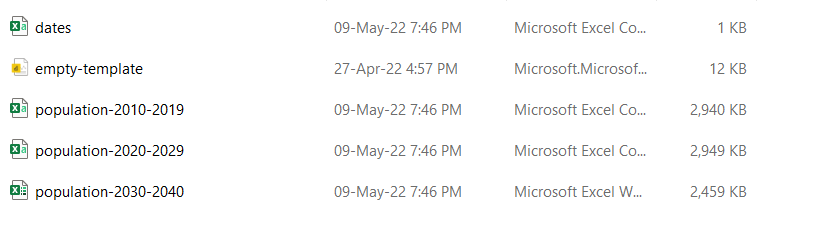 dates 09-May-22 7:46 PM Microsoft Excel Co... 1 KB
empty-template 27-Apr-22 4:57 PM Microsoft.Microsof... 12 KB
population-2010-2019 09-May-22 7:46 PM Microsoft Excel Co... 2,940 KB
population-2020-2029 09-May-22 7:46 PM Microsoft Excel Co... 2,949 KB
population-2030-2040 09-May-22 7:46 PM Microsoft Excel W... 2,459 KB